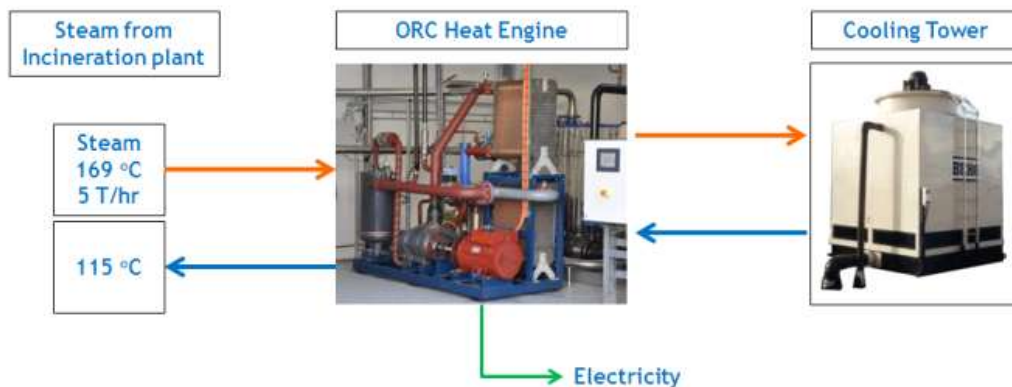 Steam from
Incineration plant
ORC Heat Engine
Cooling Tower
Steam
169 °C
5 T/hr
115 °C
Electricity